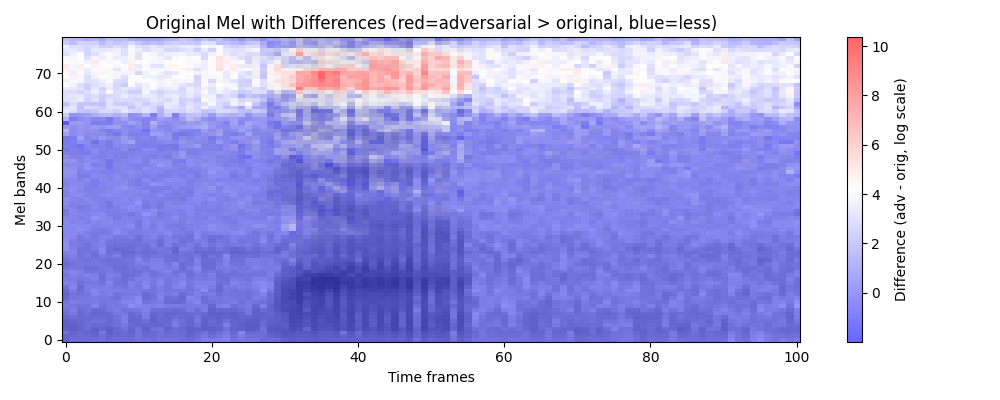 Original Mel with Differences (red=adversarial > original, blue=less)
70
60
50
40
30
20
10
0
Mel bands
0 20 40 60 80 100
Time frames
10
8
6
4
2
0
Difference (adv - orig, log scale)